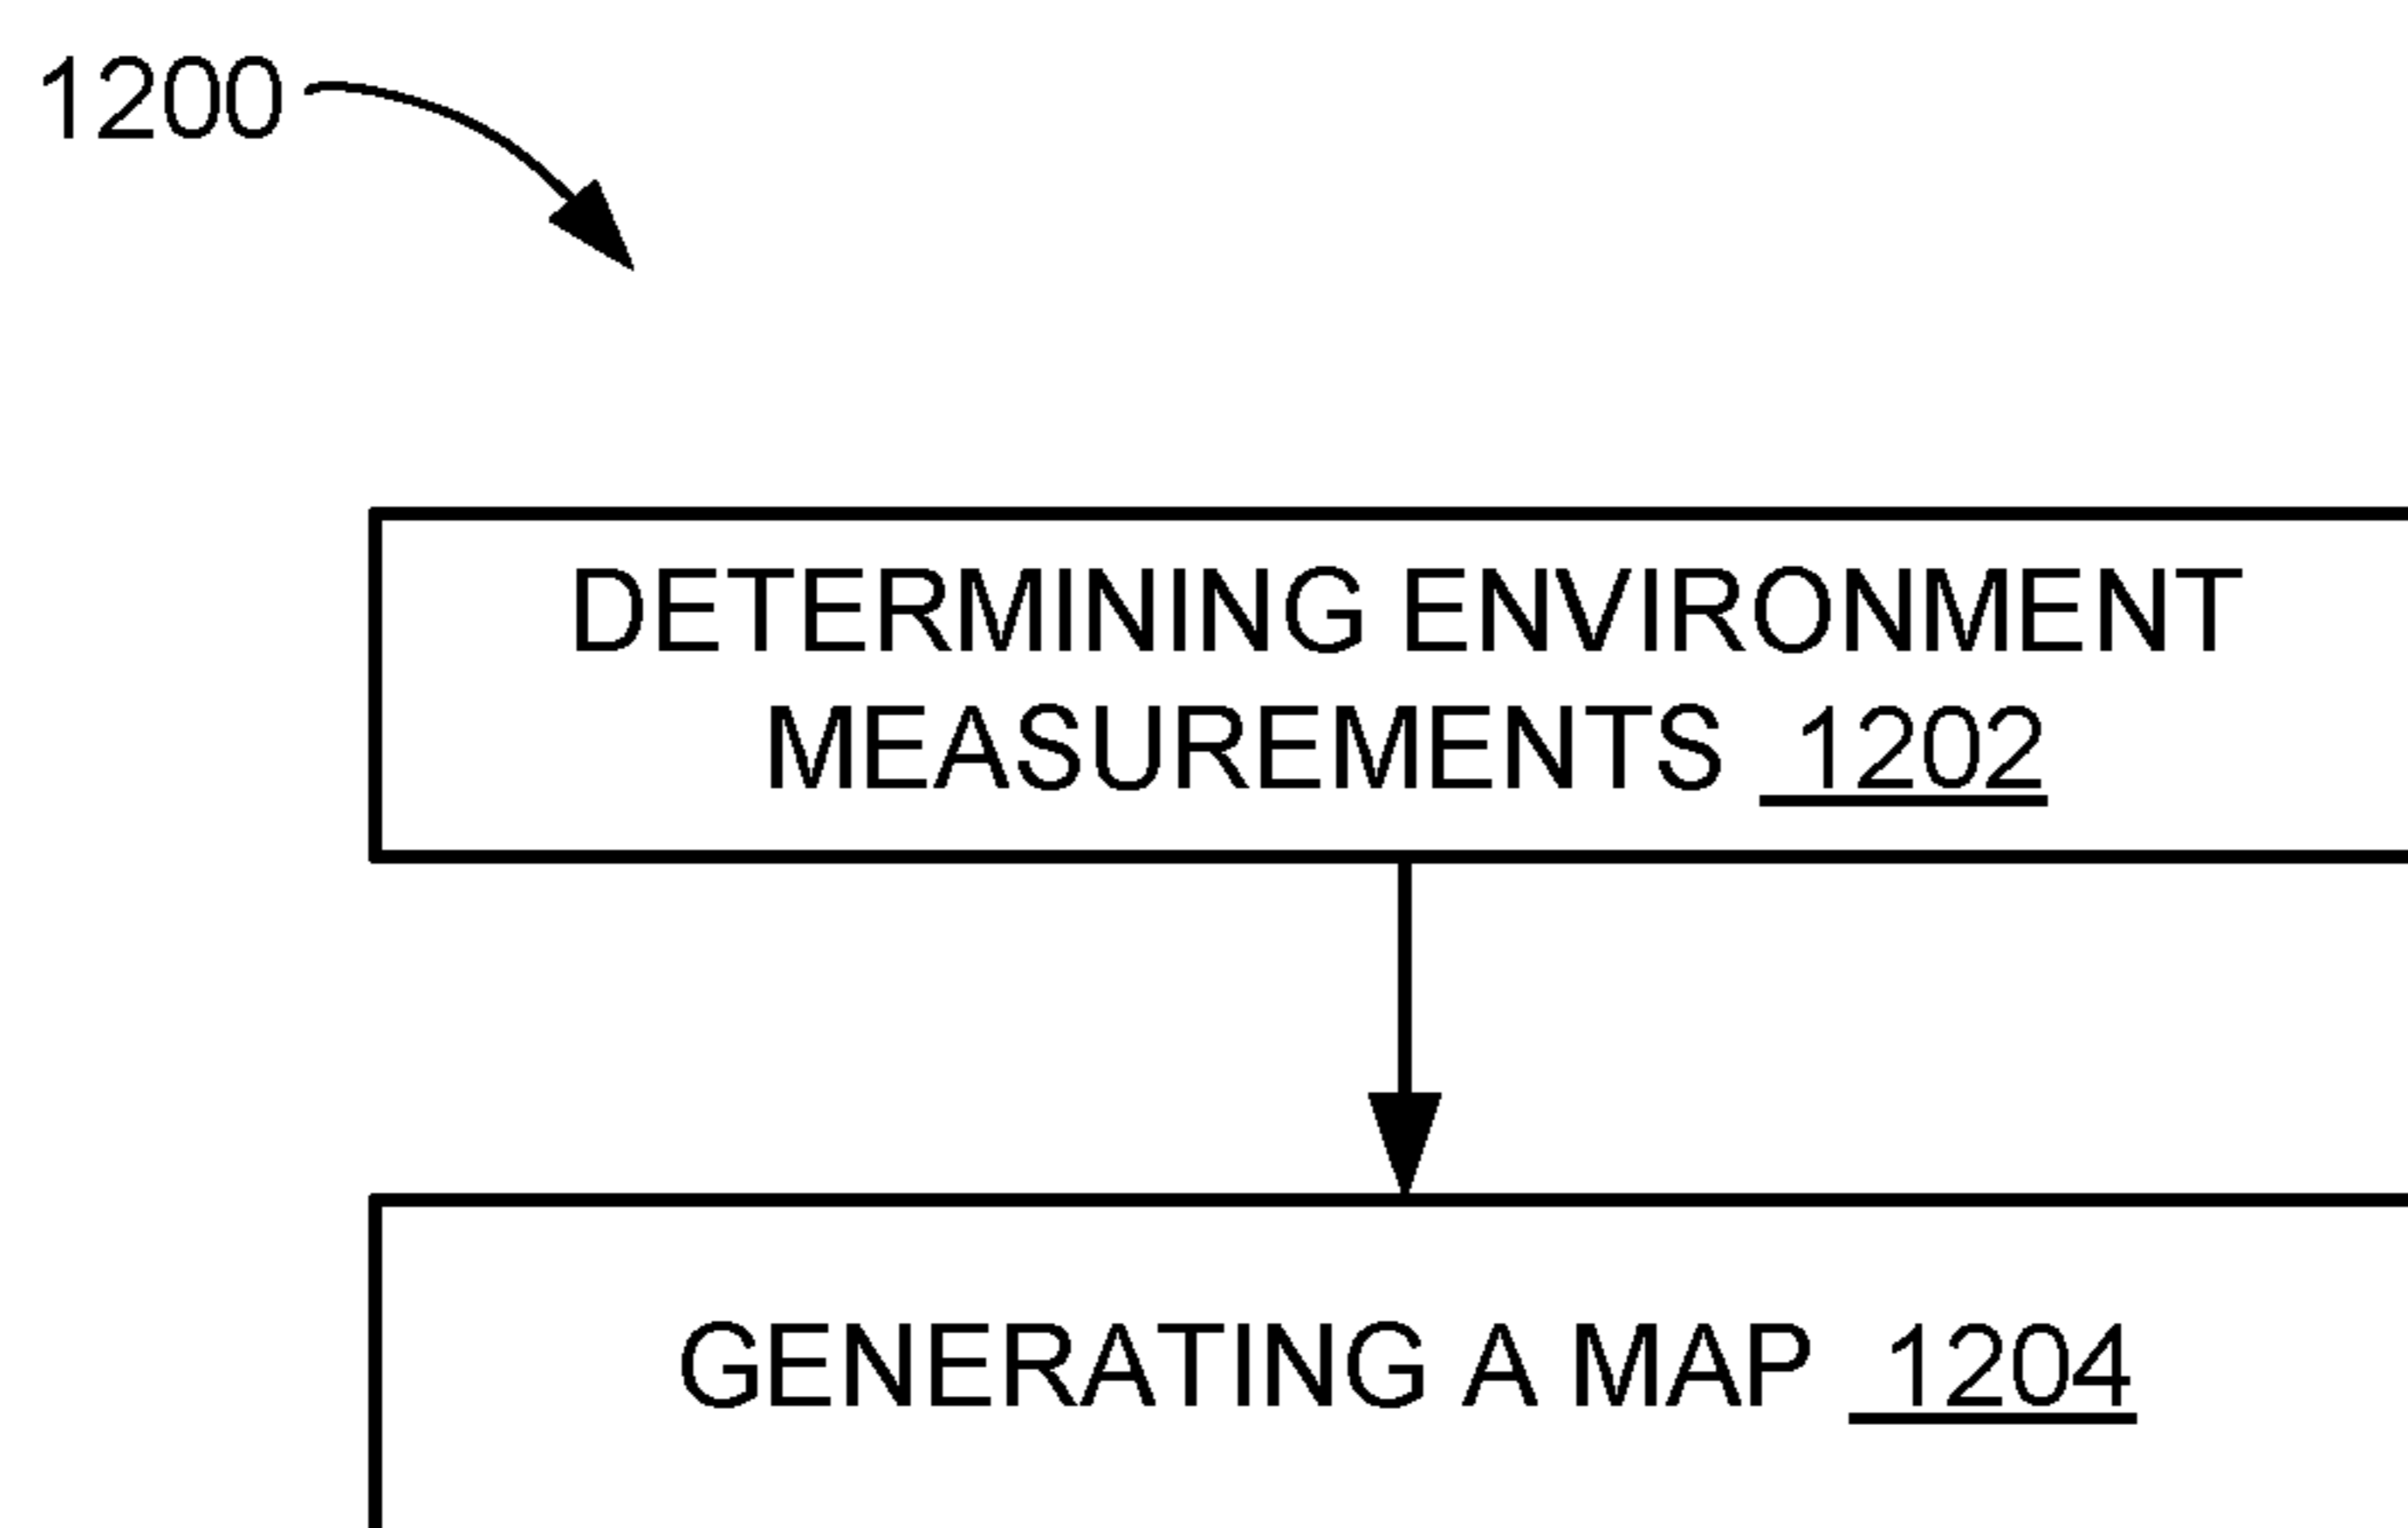 1200
DETERMINING ENVIRONMENT
MEASUREMENTS 1202
GENERATING A MAP 1204